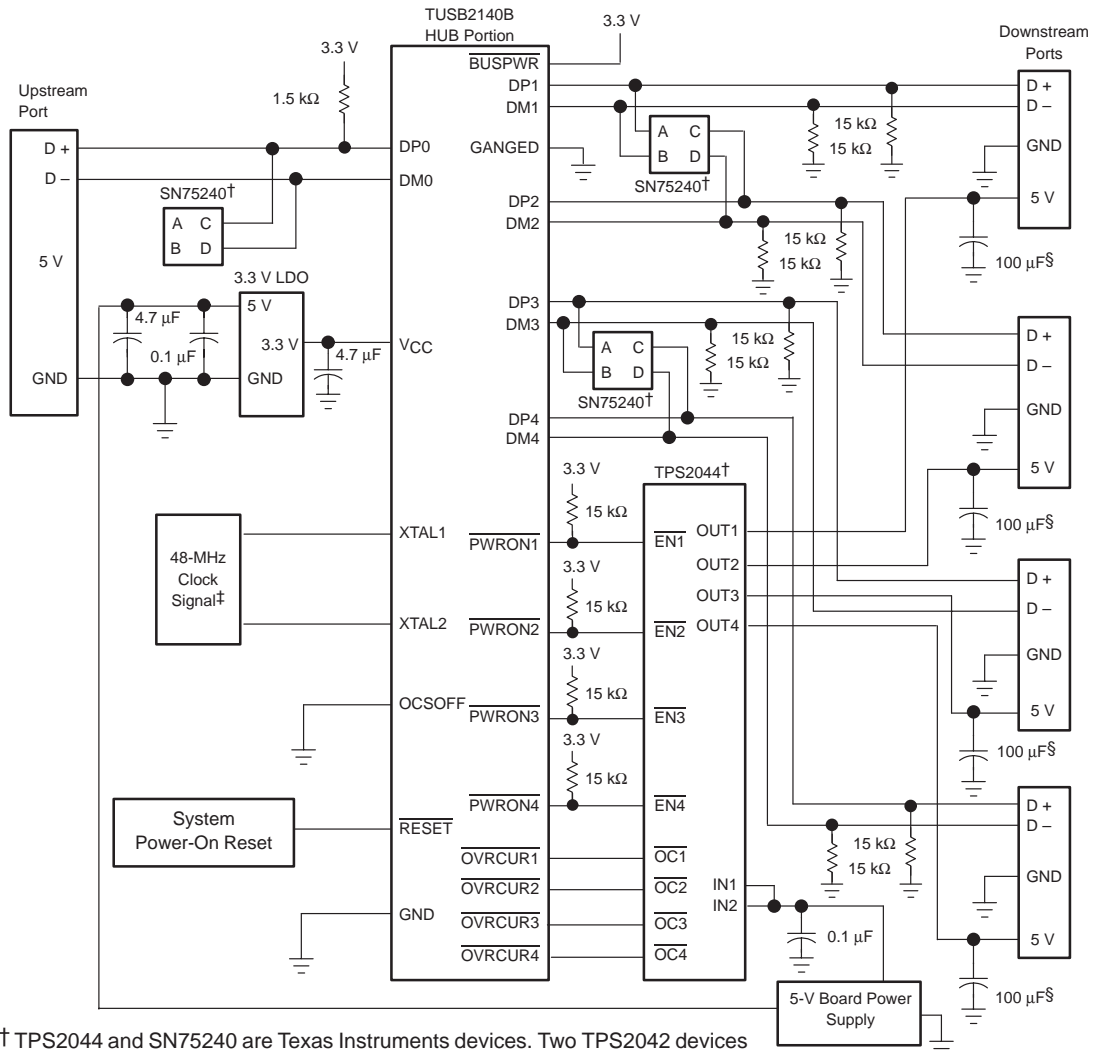 TUSB2140B
HUB Portion
3.3 V
3.3 V
BUSPWR
Downstream
Ports
Upstream
Port
1.5 kΩ
DP1
DM1
D +
D –
15 kΩ
15 kΩ
A C
B D
SN75240†
D +
DP0
GANGED
GND
D –
DM0
SN75240†
A C
B D
DP2
DM2
5 V
15 kΩ
15 kΩ
100 µF§
5 V
3.3 V LDO
5 V
4.7 µF
3.3 V
0.1 µF
VCC
4.7 µF
GND
GND
DP3
DM3
15 kΩ
15 kΩ
A C
B D
SN75240†
D +
D –
GND
5 V
100 µF§
DP4
DM4
3.3 V
15 kΩ
TPS2044†
XTAL1
PWRON1
EN1
OUT1
OUT2
OUT3
OUT4
48-MHz
Clock
Signal‡
3.3 V
15 kΩ
XTAL2
PWRON2
EN2
D +
D –
GND
5 V
100 µF§
3.3 V
15 kΩ
OCSOFF
PWRON3
EN3
3.3 V
15 kΩ
PWRON4
EN4
System
Power-On Reset
RESET
D +
D –
15 kΩ
15 kΩ
GND
5 V
100 µF§
OVRCUR1
OC1
OVRCUR2
OC2
IN1
IN2
GND
OVRCUR3
OC3
0.1 µF
OVRCUR4
OC4
5-V Board Power
Supply
† TPS2044 and SN75240 are Texas Instruments devices. Two TPS2042 devices